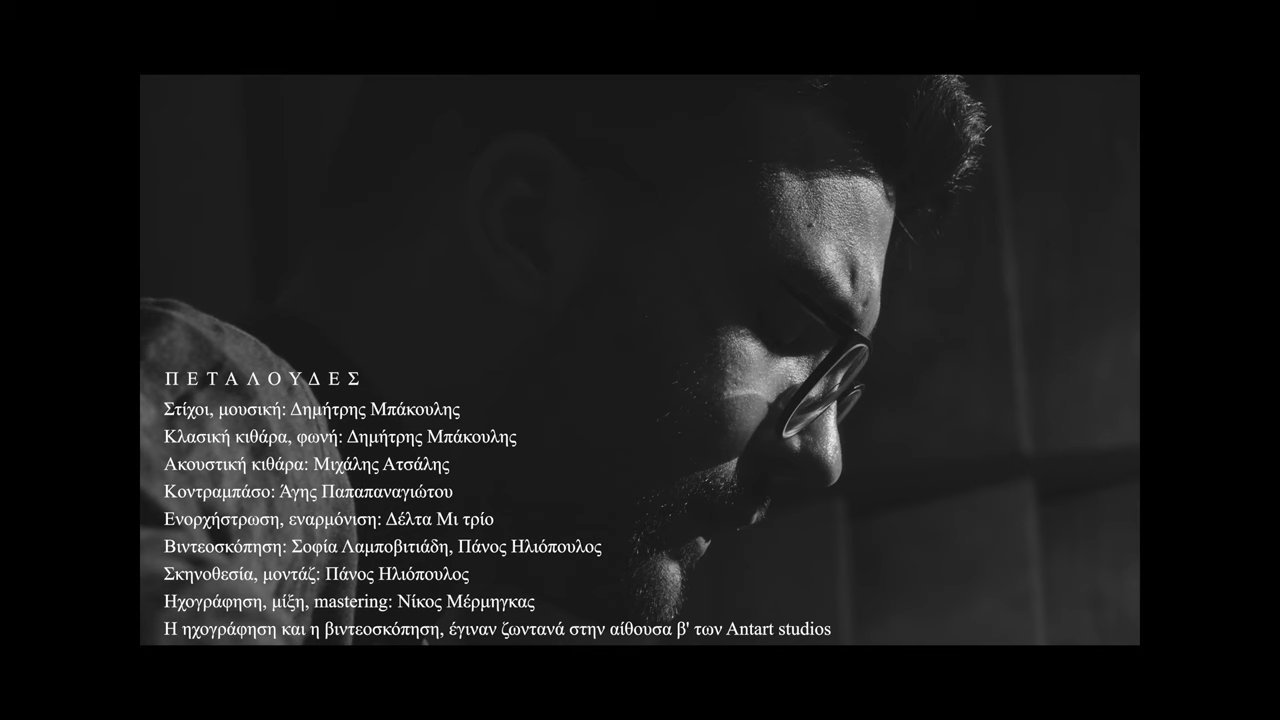 ΠΕΤΑΛΟΥΔΕΣ
Στίχοι, μουσική: Δημήτρης Μπάκουλης
Κλασική κιθάρα, φωνή: Δημήτρης Μπάκουλης
Ακουστική κιθάρα: Μιχάλης Ατσάλης
Κοντραμπάσο: Άγης Παπαπαναγιώτου
Ενορχήστρωση, εναρμόνιση: Δέλτα Μι τρίο
Βιντεοσκόπηση: Σοφία Λαμποβιτιάδη, Πάνος Ηλιόπουλος
Σκηνοθεσία, μοντάζ: Πάνος Ηλιόπουλος
Ηχογράφηση, μίξη, mastering: Νίκος Μέρμηγκας
Η ηχογράφηση και η βιντεοσκόπηση, έγιναν ζωντανά στην αίθουσα β' των Antart studios